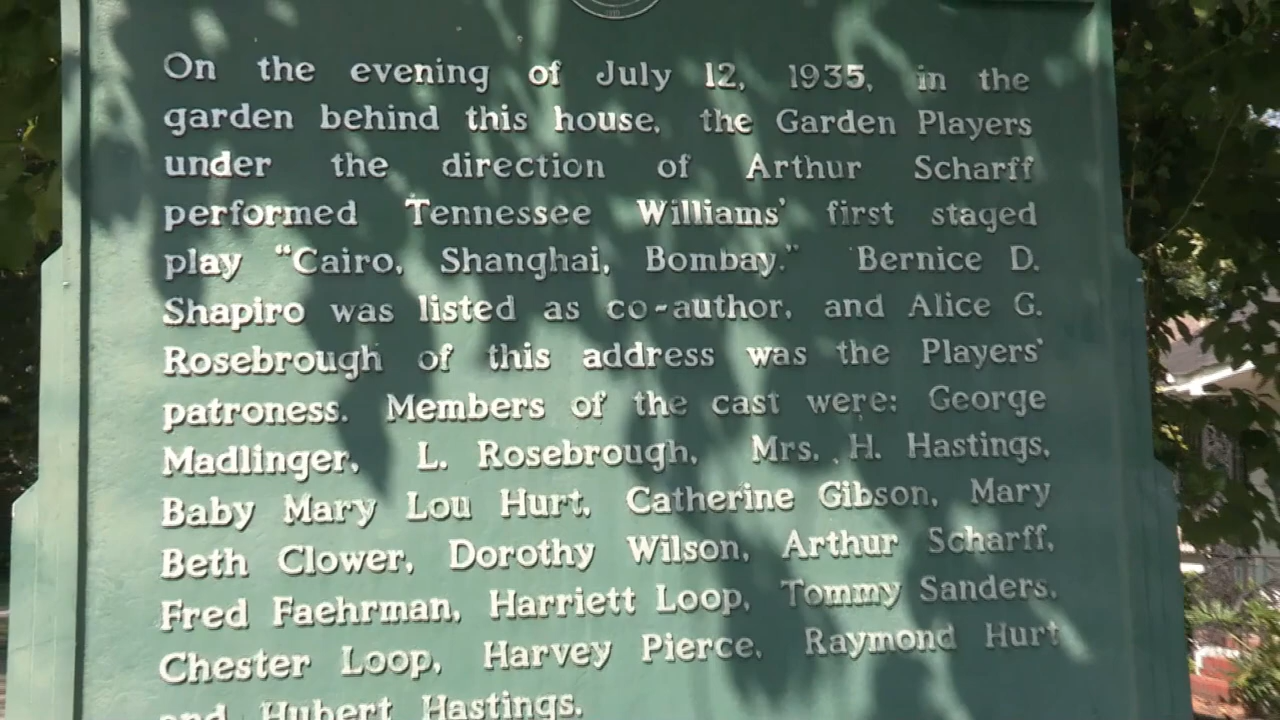 On the evening of July 12, 1935, in the
garden behind this house, the Garden Players
under the direction of Arthur Scharff
performed Tennessee Williams' first staged
play "Cairo, Shanghai, Bombay." Bernice D.
Shapiro was listed as co-author, and Alice G.
Rosebrough of this address was the Players'
patroness. Members of the cast were: George
Madlinger, L. Rosebrough, Mrs. H. Hastings,
Baby Mary Lou Hurt, Catherine Gibson, Mary
Beth Clower, Dorothy Wilson, Arthur Scharff,
Fred Faehrman, Harriett Loop, Tommy Sanders,
Chester Loop, Harvey Pierce, Raymond Hurt
and Hubert Hastings.